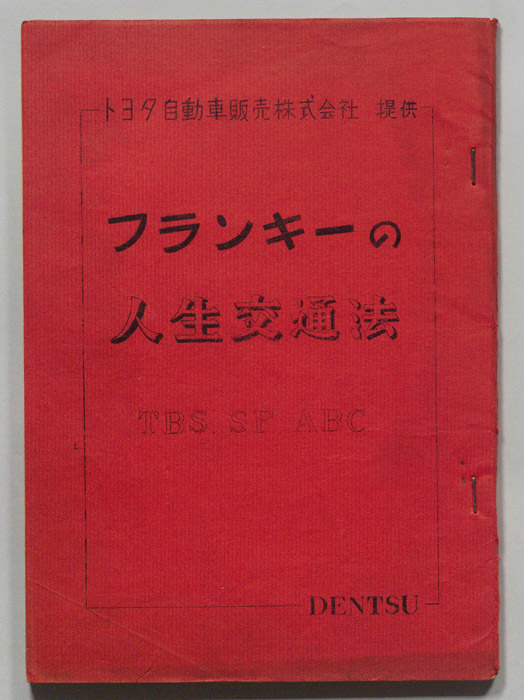 トヨタ自動車販売株式会社 提供
フランキーの
人生交通法
TBS. SP ABC
DENTSU